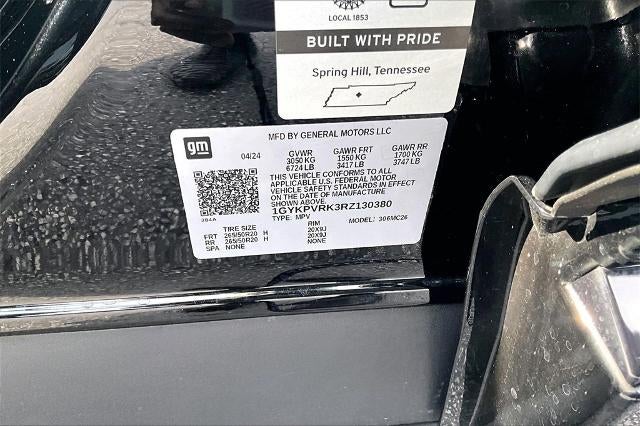 LOCAL 1853
BUILT WITH PRIDE
Spring Hill, Tennessee
gm
MFD BY GENERAL MOTORS LLC
04/24 GVWR GAWR FRT GAWR RR
3050 KG 1550 KG 1700 KG
6724 LB 3417 LB 3747 LB
THIS VEHICLE CONFORMS TO ALL
APPLICABLE U.S. FEDERAL MOTOR
VEHICLE SAFETY STANDARDS IN EFFECT
ON THE DATE OF MANUFACTURE
SHOWN ABOVE.
1GYKPVRK3RZ130380
TYPE: MPV MODEL: 306MC26
TIRE SIZE RIM
FRT 265/50R20 H 20X9J
RR 265/50R20 H 20X9J
SPA NONE NONE